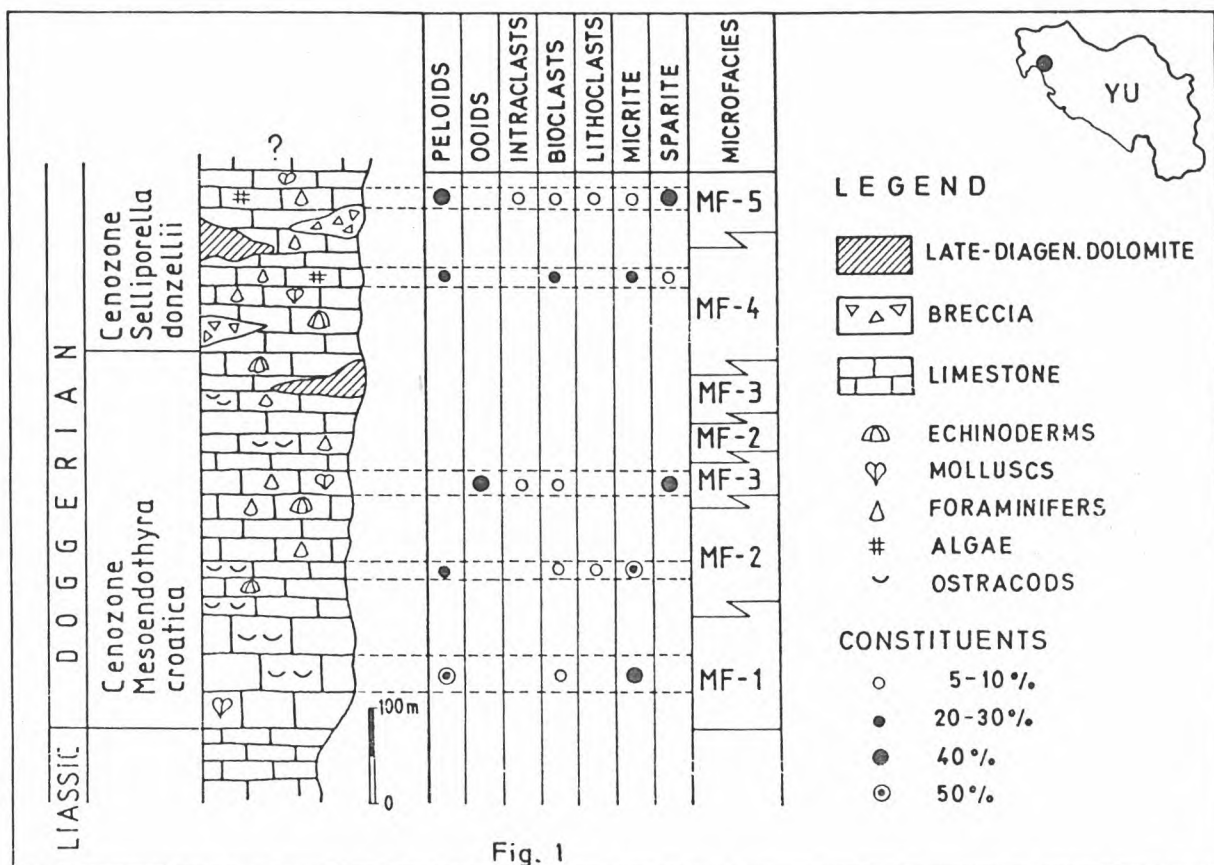 PELOIDS
OOIDS
INTRACLASTS
BIOCLASTS
LITHOCLASTS
MICRITE
SPARITE
MICROFACIES
YU
?
DOGGERIAN
LIASSIC
Cenozone
Selliporella
donzellii
Cenozone
Mesoendothyra
croatica
MF-5
MF-4
MF-3
MF-2
MF-3
MF-2
MF-1
100m
0
LEGEND
LATE-DIAGEN. DOLOMITE
BRECCIA
LIMESTONE
ECHINODERMS
MOLLUSCS
FORAMINIFERS
ALGAE
OSTRACODS
CONSTITUENTS
5-10%
20-30%
40%
50%
Fig. 1